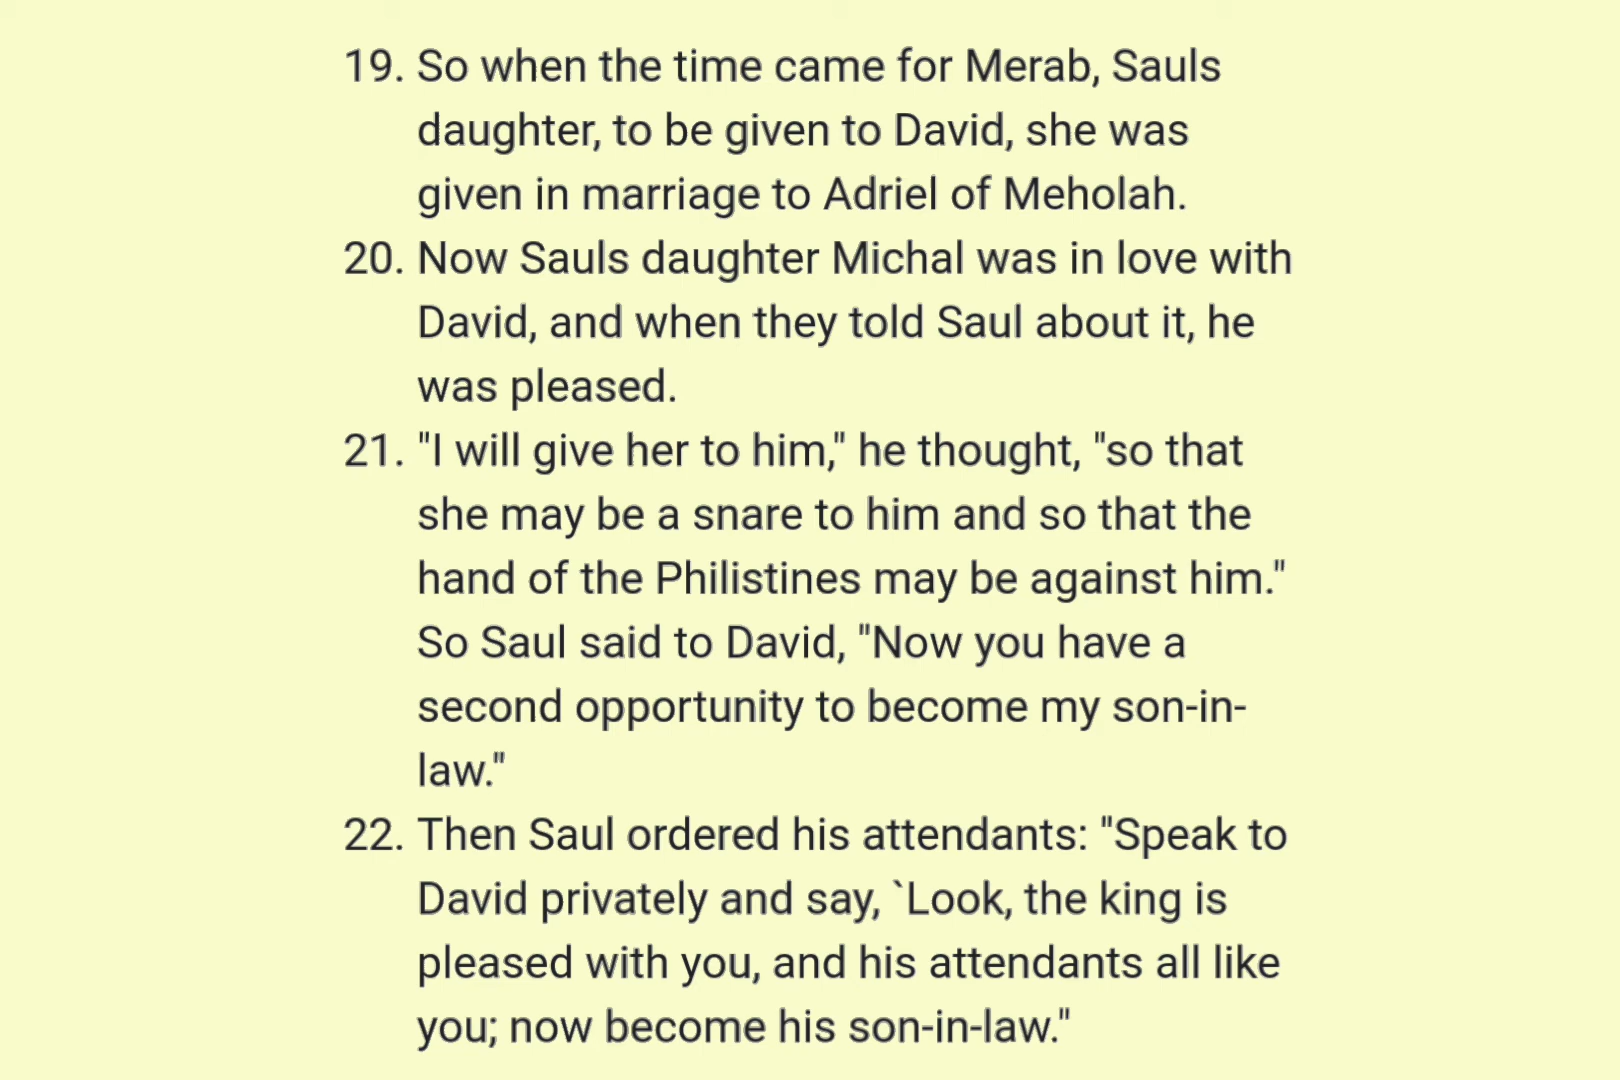 19. So when the time came for Merab, Sauls
daughter, to be given to David, she was
given in marriage to Adriel of Meholah.
20. Now Sauls daughter Michal was in love with
David, and when they told Saul about it, he
was pleased.
21. "I will give her to him," he thought, "so that
she may be a snare to him and so that the
hand of the Philistines may be against him."
So Saul said to David, "Now you have a
second opportunity to become my son-in-
law."
22. Then Saul ordered his attendants: "Speak to
David privately and say, `Look, the king is
pleased with you, and his attendants all like
you; now become his son-in-law."